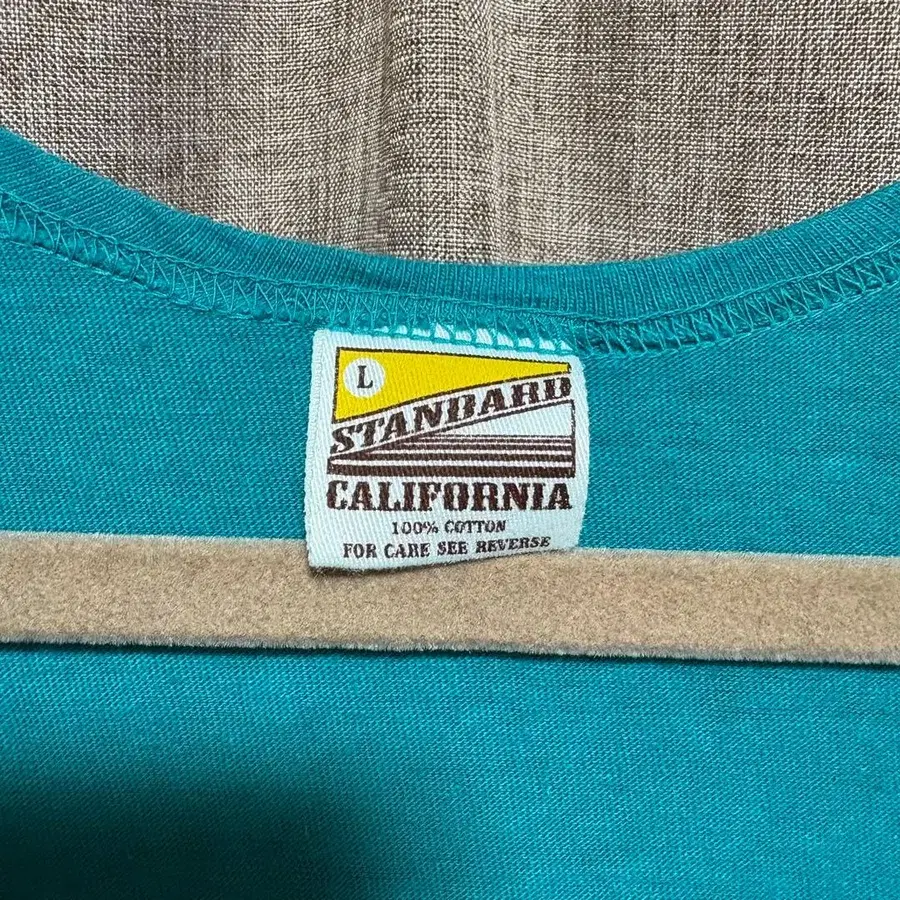 L
STANDARD
CALIFORNIA
100% COTTON
FOR CARE SEE REVERSE